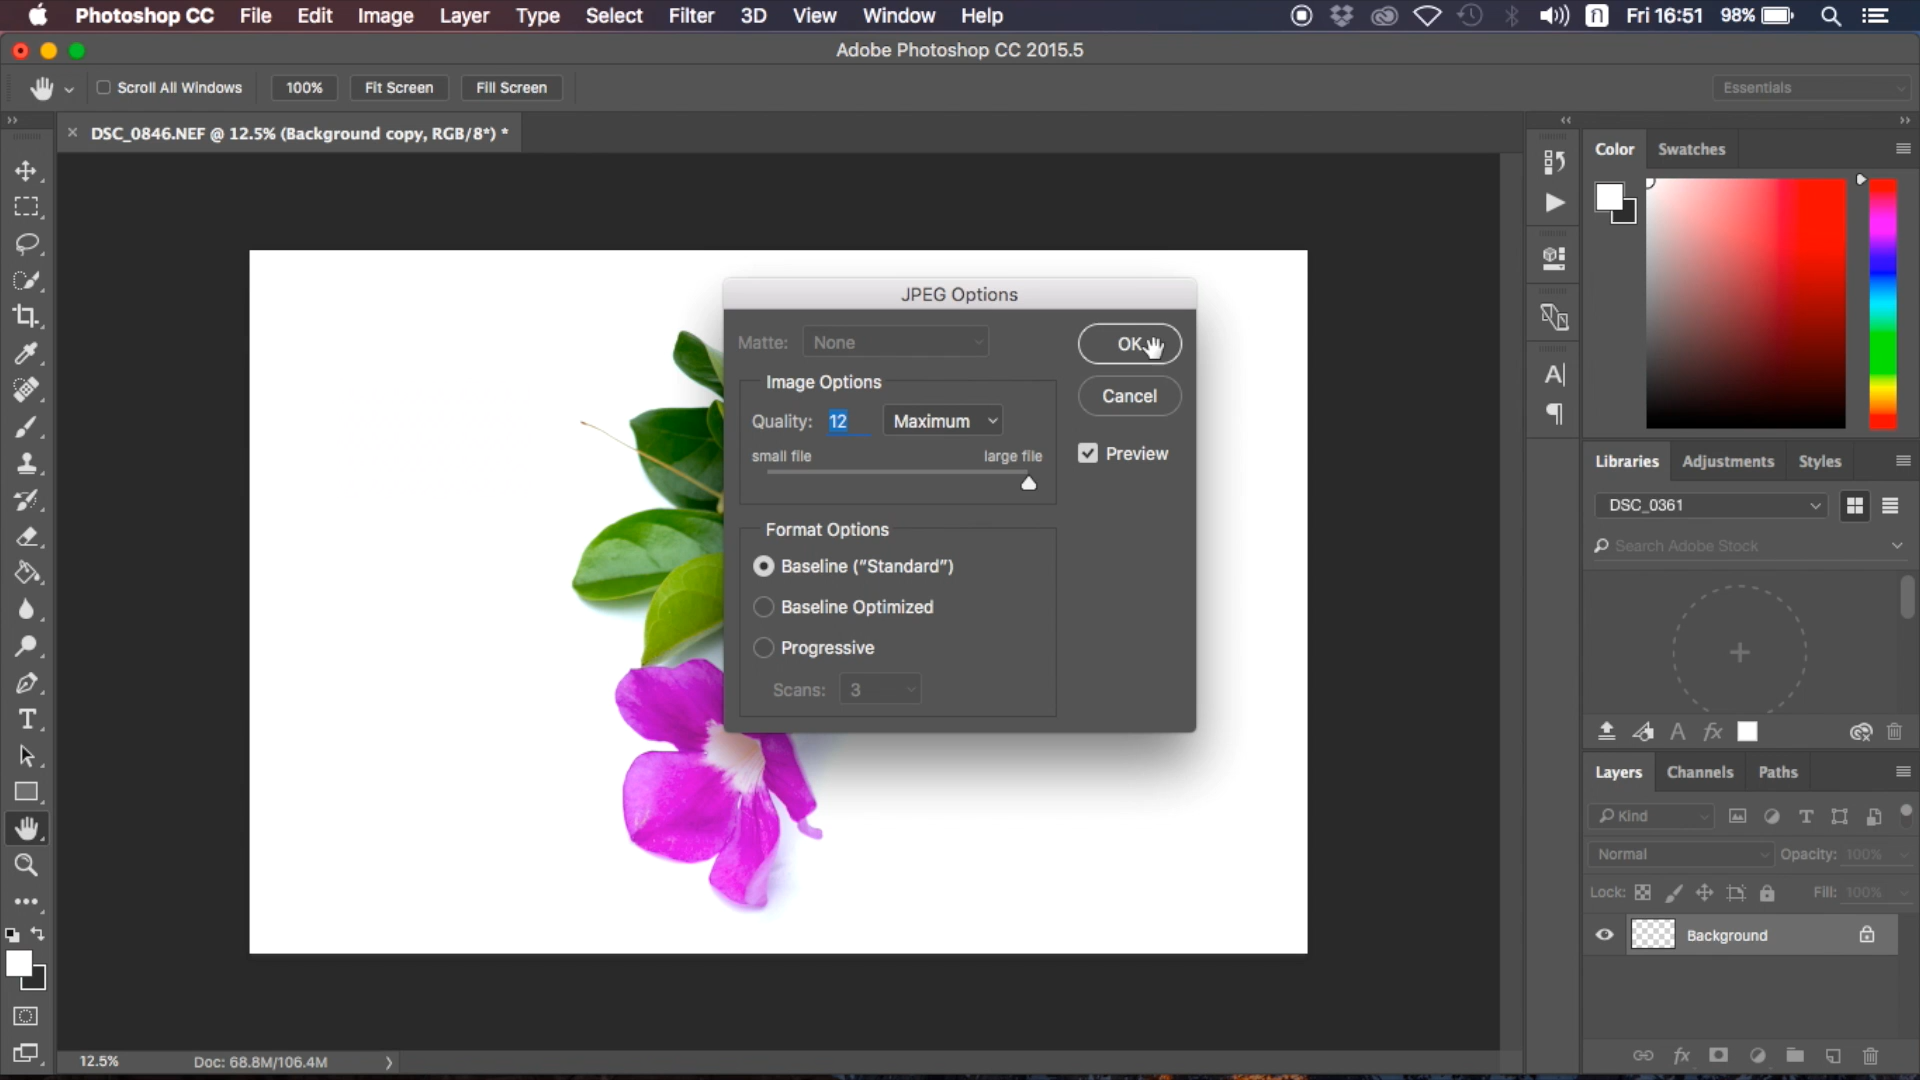 Photoshop CC File Edit Image Layer Type Select Filter 3D View Window Help Fri 16:51 98%
Adobe Photoshop CC 2015.5
Scroll All Windows 100% Fit Screen Fill Screen Essentials
× DSC_0846.NEF @ 12.5% (Background copy, RGB/8*) *
Color Swatches
JPEG Options
Matte: None
OK
Image Options
Cancel
Quality: 12 Maximum
small file large file
Preview
Format Options
Baseline (“Standard”)
Baseline Optimized
Progressive
Scans: 3
Libraries Adjustments Styles
DSC_0361
Search Adobe Stock
Layers Channels Paths
Kind
Normal Opacity: 100%
Lock: Fill: 100%
Background
12.5% Doc: 68.8M/106.4M